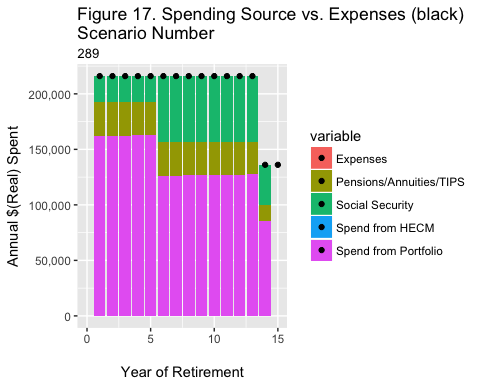 Figure 17. Spending Source vs. Expenses (black)
Scenario Number
289
Annual $(Real) Spent
200,000
150,000
100,000
50,000
0
0
5
10
15
Year of Retirement
variable
Expenses
Pensions/Annuities/TIPS
Social Security
Spend from HECM
Spend from Portfolio